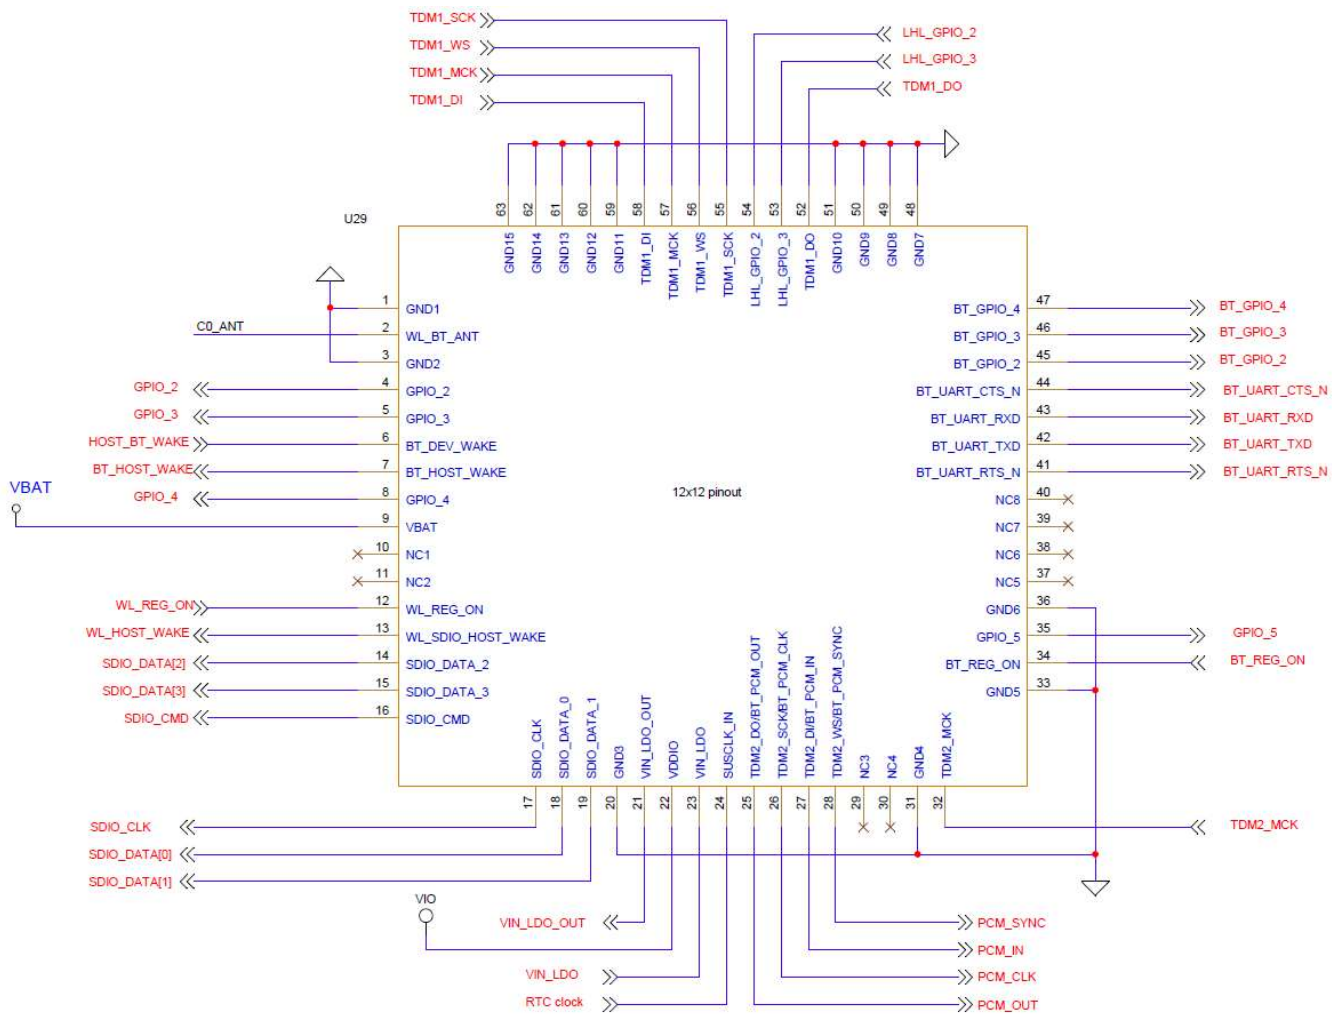 TDM1_SCK
TDM1_WS
TDM1_MCK
TDM1_DI
LHL_GPIO_2
LHL_GPIO_3
TDM1_DO
U29
63
62
61
60
59
58
57
56
55
54
53
52
51
50
49
48
GND15
GND14
GND13
GND12
GND11
TDM1_DI
TDM1_MCK
TDM1_WS
TDM1_SCK
LHL_GPIO_2
LHL_GPIO_3
TDM1_DO
GND10
GND9
GND8
GND7
1 GND1
C0_ANT 2 WL_BT_ANT
3 GND2
GPIO_2 4 GPIO_2
GPIO_3 5 GPIO_3
HOST_BT_WAKE 6 BT_DEV_WAKE
BT_HOST_WAKE 7 BT_HOST_WAKE
GPIO_4 8 GPIO_4
VBAT 9 VBAT
10 NC1
11 NC2
WL_REG_ON 12 WL_REG_ON
WL_HOST_WAKE 13 WL_SDIO_HOST_WAKE
SDIO_DATA[2] 14 SDIO_DATA_2
SDIO_DATA[3] 15 SDIO_DATA_3
SDIO_CMD 16 SDIO_CMD
12x12 pinout
BT_GPIO_4 47 BT_GPIO_4
BT_GPIO_3 46 BT_GPIO_3
BT_GPIO_2 45 BT_GPIO_2
BT_UART_CTS_N 44 BT_UART_CTS_N
BT_UART_RXD 43 BT_UART_RXD
BT_UART_TXD 42 BT_UART_TXD
BT_UART_RTS_N 41 BT_UART_RTS_N
NC8 40
NC7 39
NC6 38
NC5 37
GND6 36
GPIO_5 35 GPIO_5
BT_REG_ON 34 BT_REG_ON
GND5 33
SDIO_CLK
SDIO_DATA_0
SDIO_DATA_1
GND3
VIN_LDO_OUT
VDDIO
VIN_LDO
SUSCLK_IN
TDM2_DO/BT_PCM_OUT
TDM2_SCK/BT_PCM_CLK
TDM2_DI/BT_PCM_IN
TDM2_WS/BT_PCM_SYNC
NC3
NC4
GND4
TDM2_MCK
17
18
19
20
21
22
23
24
25
26
27
28
29
30
31
32
SDIO_CLK
SDIO_DATA[0]
SDIO_DATA[1]
TDM2_MCK
VIO
VIN_LDO_OUT
VIN_LDO
RTC clock
PCM_SYNC
PCM_IN
PCM_CLK
PCM_OUT